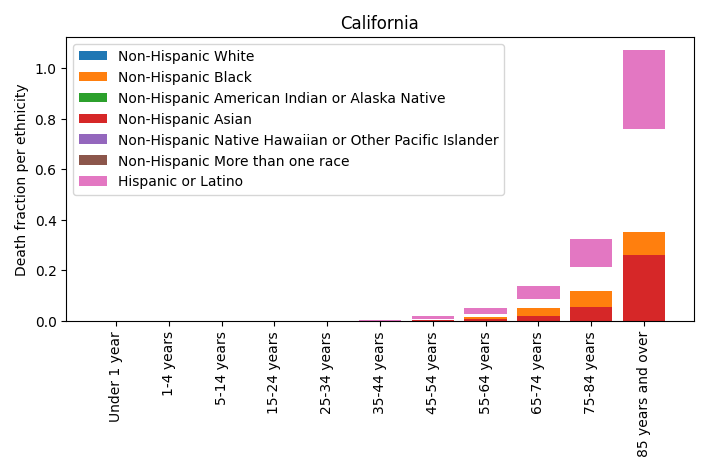 California
Death fraction per ethnicity
1.0
0.8
0.6
0.4
0.2
0.0
Non-Hispanic White
Non-Hispanic Black
Non-Hispanic American Indian or Alaska Native
Non-Hispanic Asian
Non-Hispanic Native Hawaiian or Other Pacific Islander
Non-Hispanic More than one race
Hispanic or Latino
Under 1 year
1-4 years
5-14 years
15-24 years
25-34 years
35-44 years
45-54 years
55-64 years
65-74 years
75-84 years
85 years and over